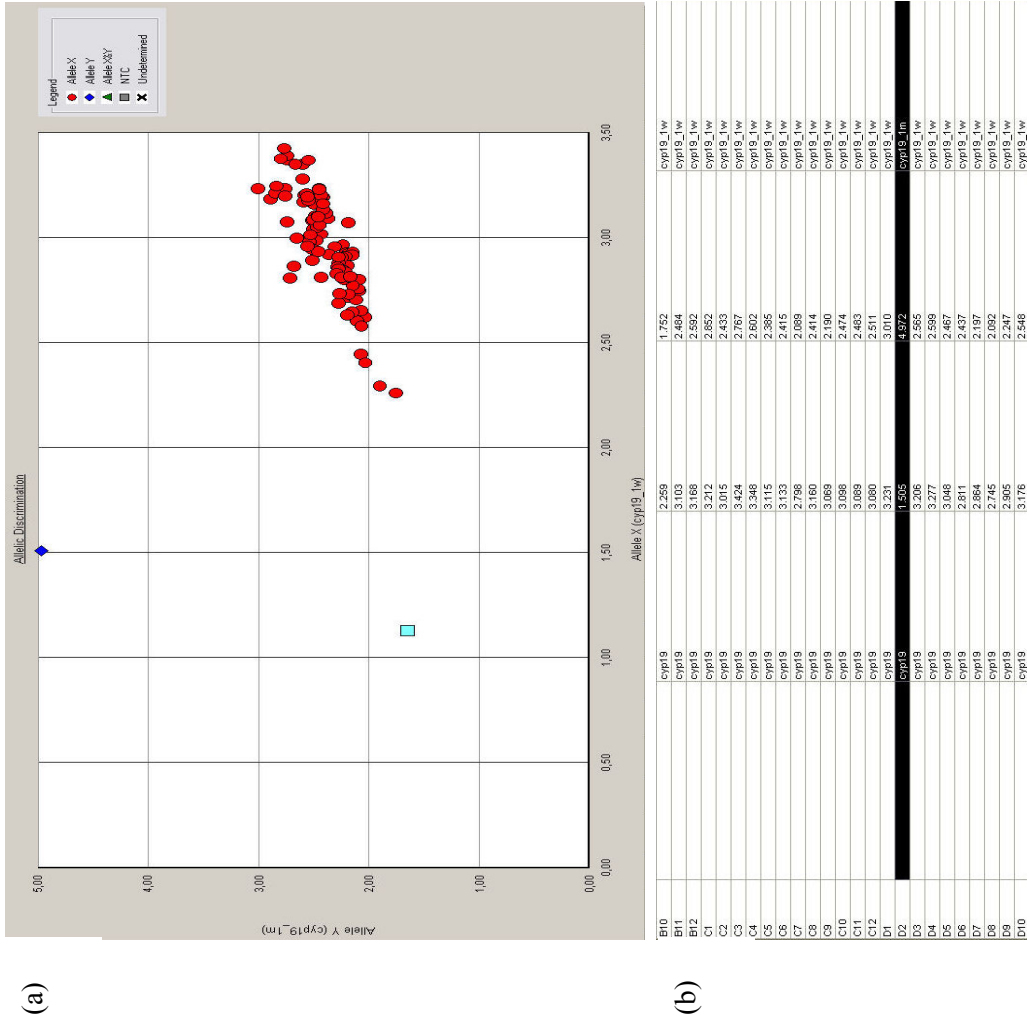 (a)
Allelic Discrimination
Legend
Allele X
Allele Y
Allele X&Y
NTC
Undetermined
Allele Y (cyp19_1m)
5,00
4,00
3,00
2,00
1,00
0,00
0,00 0,50 1,00 1,50 2,00 2,50 3,00 3,50
Allele X (cyp19_1w)
(b)
B10 cyp19 2.259 1.752 cyp19_1w
B11 cyp19 3.103 2.484 cyp19_1w
B12 cyp19 3.168 2.592 cyp19_1w
C1 cyp19 3.212 2.852 cyp19_1w
C2 cyp19 3.015 2.433 cyp19_1w
C3 cyp19 3.424 2.767 cyp19_1w
C4 cyp19 3.348 2.602 cyp19_1w
C5 cyp19 3.115 2.385 cyp19_1w
C6 cyp19 3.133 2.415 cyp19_1w
C7 cyp19 2.798 2.089 cyp19_1w
C8 cyp19 3.160 2.414 cyp19_1w
C9 cyp19 3.069 2.190 cyp19_1w
C10 cyp19 3.098 2.474 cyp19_1w
C11 cyp19 3.089 2.483 cyp19_1w
C12 cyp19 3.080 2.511 cyp19_1w
D1 cyp19 3.231 3.010 cyp19_1w
D2 cyp19 1.505 4.972 cyp19_1m
D3 cyp19 3.206 2.565 cyp19_1w
D4 cyp19 3.277 2.599 cyp19_1w
D5 cyp19 3.048 2.467 cyp19_1w
D6 cyp19 2.811 2.437 cyp19_1w
D7 cyp19 2.864 2.197 cyp19_1w
D8 cyp19 2.745 2.092 cyp19_1w
D9 cyp19 2.905 2.247 cyp19_1w
D10 cyp19 3.176 2.548 cyp19_1w